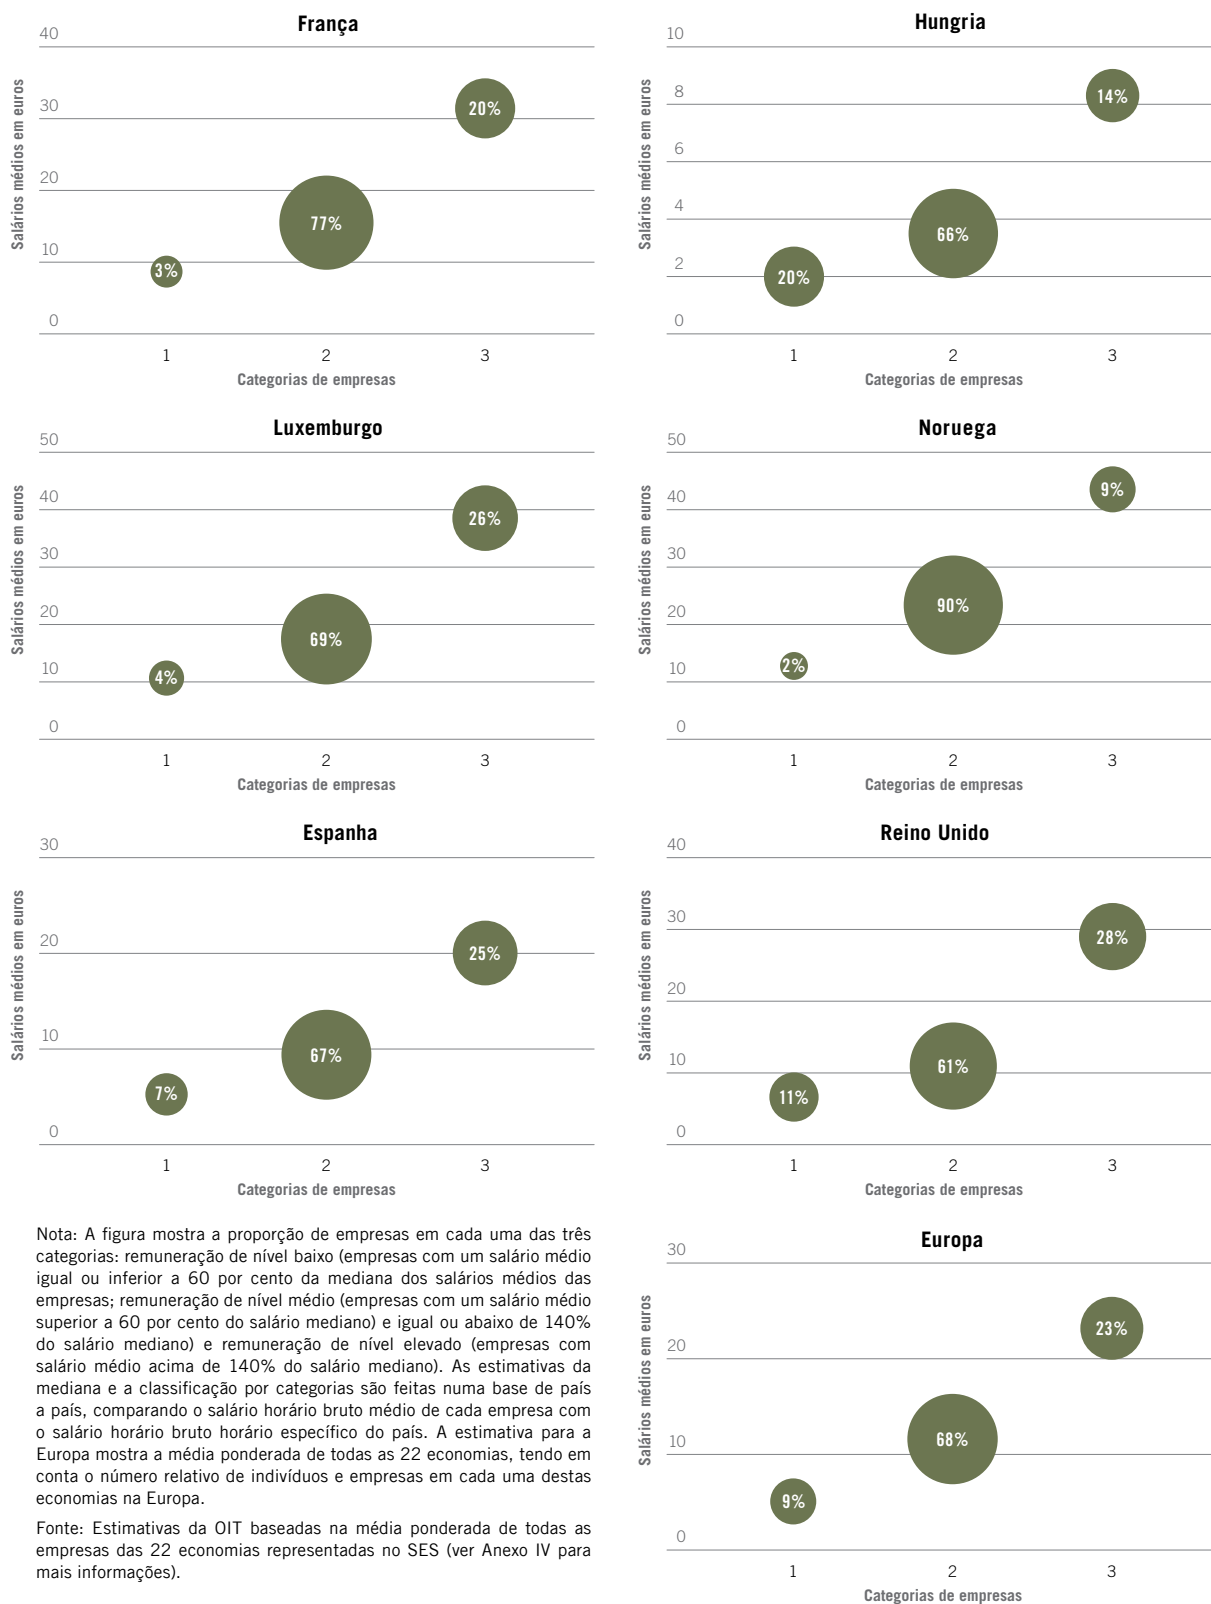 França
40
30
20
10
0
Salários médios em euros
20%
77%
3%
1 2 3
Categorias de empresas
Hungria
10
8
6
4
2
0
Salários médios em euros
14%
66%
20%
1 2 3
Categorias de empresas
Luxemburgo
50
40
30
20
10
0
Salários médios em euros
26%
69%
4%
1 2 3
Categorias de empresas
Noruega
50
40
30
20
10
0
Salários médios em euros
9%
90%
2%
1 2 3
Categorias de empresas
Espanha
30
20
10
0
Salários médios em euros
25%
67%
7%
1 2 3
Categorias de empresas
Reino Unido
40
30
20
10
0
Salários médios em euros
28%
61%
11%
1 2 3
Categorias de empresas
Nota: A figura mostra a proporção de empresas em cada uma das três
categorias: remuneração de nível baixo (empresas com um salário médio
igual ou inferior a 60 por cento da mediana dos salários médios das
empresas; remuneração de nível médio (empresas com um salário médio
superior a 60 por cento do salário mediano) e igual ou abaixo de 140%
do salário mediano) e remuneração de nível elevado (empresas com
salário médio acima de 140% do salário mediano). As estimativas da
mediana e a classificação por categorias são feitas numa base de país
a país, comparando o salário horário bruto médio de cada empresa com
o salário horário bruto horário específico do país. A estimativa para a
Europa mostra a média ponderada de todas as 22 economias, tendo em
conta o número relativo de indivíduos e empresas em cada uma destas
economias na Europa.
Fonte: Estimativas da OIT baseadas na média ponderada de todas as
empresas das 22 economias representadas no SES (ver Anexo IV para
mais informações).
Europa
30
20
10
0
Salários médios em euros
23%
68%
9%
1 2 3
Categorias de empresas